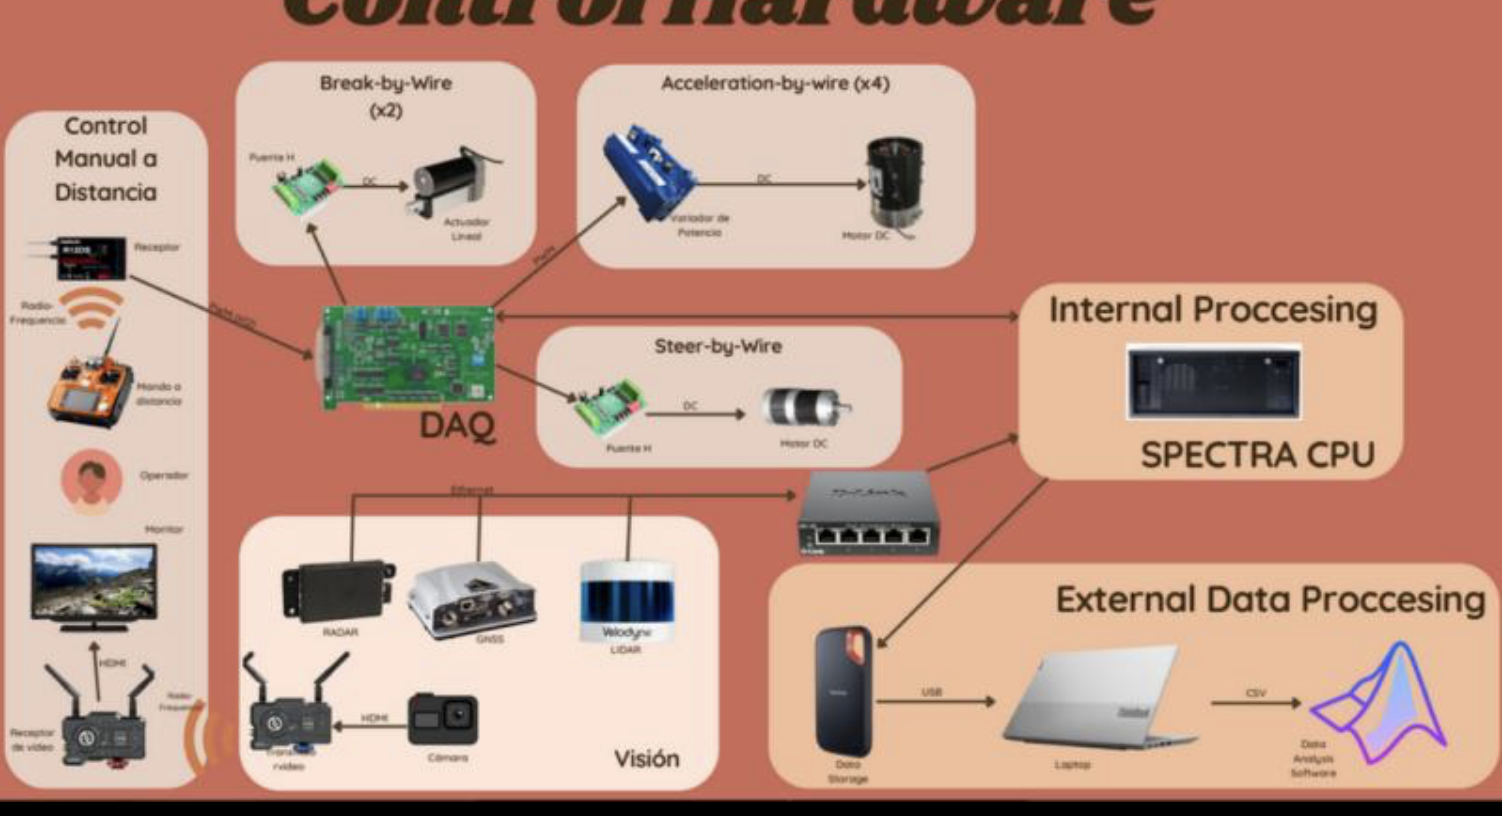 Control Hardware
Break-by-Wire
(x2)
Puente H
DC
Actuador
Lineal
Acceleration-by-wire (x4)
DC
Variador de
Potencia
Motor DC
PWM
Control
Manual a
Distancia
Receptor
Radio-
Frequencia
Mando a
distancia
Operador
Monitor
HDMI
Receptor
de video
Radio
Frequencia
DAQ
Steer-by-Wire
DC
Puente H
Motor DC
Internal Proccesing
SPECTRA CPU
Ethernet
D-Link
RADAR
GNSS
Velodyne
LIDAR
HDMI
rvideo
Cámara
Visión
External Data Proccesing
USB
CSV
Data
Storage
Laptop
Data
Analysis
Software